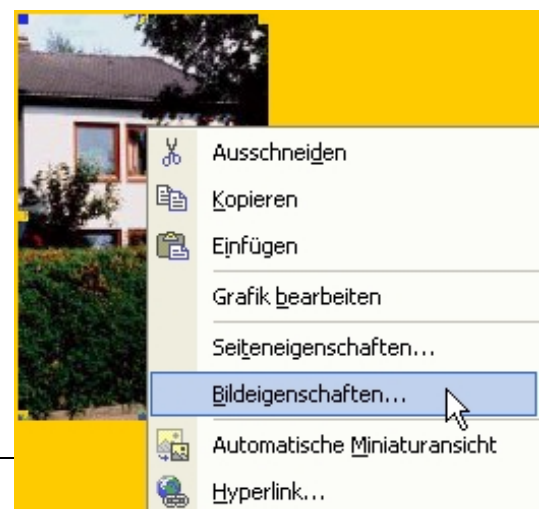 Ausschneiden
Kopieren
Einfügen
Grafik bearbeiten
Seiteneigenschaften...
Bildeigenschaften...
Automatische Miniaturansicht
Hyperlink...